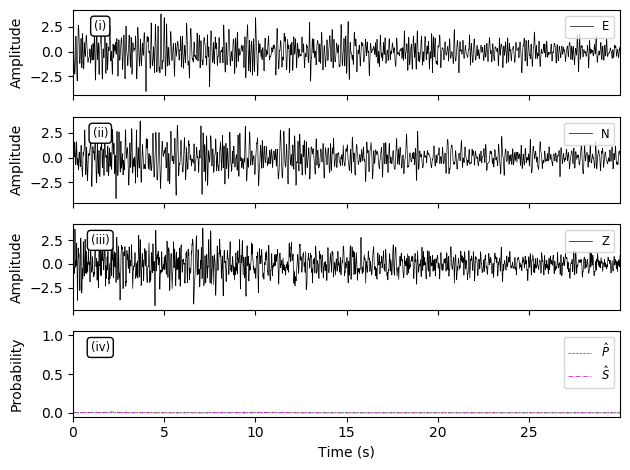 (i)
E
Amplitude
2.5
0.0
−2.5
(ii)
N
Amplitude
2.5
0.0
−2.5
(iii)
Z
Amplitude
2.5
0.0
−2.5
(iv)
P̂
Ŝ
Probability
1.0
0.5
0.0
0 5 10 15 20 25
Time (s)